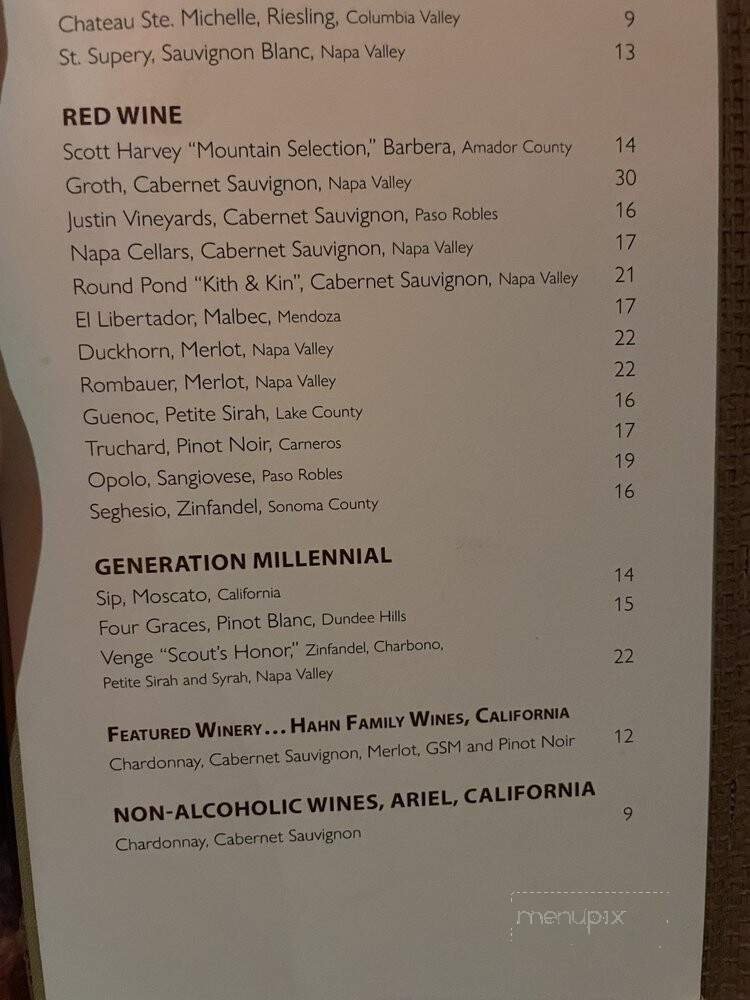 Chateau Ste. Michelle, Riesling, Columbia Valley 9
St. Supery, Sauvignon Blanc, Napa Valley 13
RED WINE
Scott Harvey "Mountain Selection," Barbera, Amador County 14
Groth, Cabernet Sauvignon, Napa Valley 30
Justin Vineyards, Cabernet Sauvignon, Paso Robles 16
Napa Cellars, Cabernet Sauvignon, Napa Valley 17
Round Pond "Kith & Kin", Cabernet Sauvignon, Napa Valley 21
El Libertador, Malbec, Mendoza 17
Duckhorn, Merlot, Napa Valley 22
Rombauer, Merlot, Napa Valley 22
Guenoc, Petite Sirah, Lake County 16
Truchard, Pinot Noir, Carneros 17
Opolo, Sangiovese, Paso Robles 19
Seghesio, Zinfandel, Sonoma County 16
GENERATION MILLENNIAL
Sip, Moscato, California 14
Four Graces, Pinot Blanc, Dundee Hills 15
Venge "Scout's Honor," Zinfandel, Charbono,
Petite Sirah and Syrah, Napa Valley 22
FEATURED WINERY... HAHN FAMILY WINES, CALIFORNIA
Chardonnay, Cabernet Sauvignon, Merlot, GSM and Pinot Noir 12
NON-ALCOHOLIC WINES, ARIEL, CALIFORNIA
Chardonnay, Cabernet Sauvignon 9
menupix